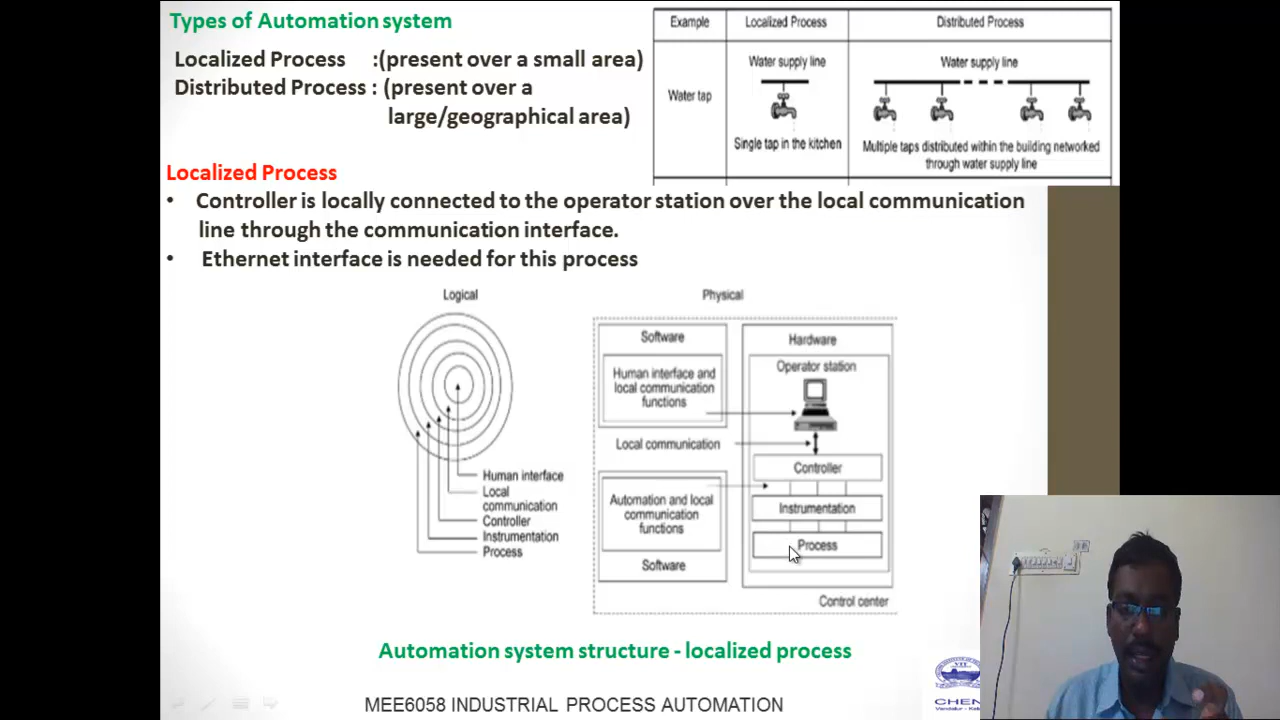 Types of Automation system
Localized Process :(present over a small area)
Distributed Process : (present over a
large/geographical area)
Example
Localized Process
Distributed Process
Water tap
Water supply line
Single tap in the kitchen
Water supply line
Multiple taps distributed within the building networked
through water supply line
Localized Process
• Controller is locally connected to the operator station over the local communication
line through the communication interface.
• Ethernet interface is needed for this process
Logical
Human interface
Local
communication
Controller
Instrumentation
Process
Physical
Software
Human interface and
local communication
functions
Local communication
Automation and local
communication
functions
Software
Hardware
Operator station
Controller
Instrumentation
Process
Control center
Automation system structure - localized process
MEE6058 INDUSTRIAL PROCESS AUTOMATION
VIT
CHEN